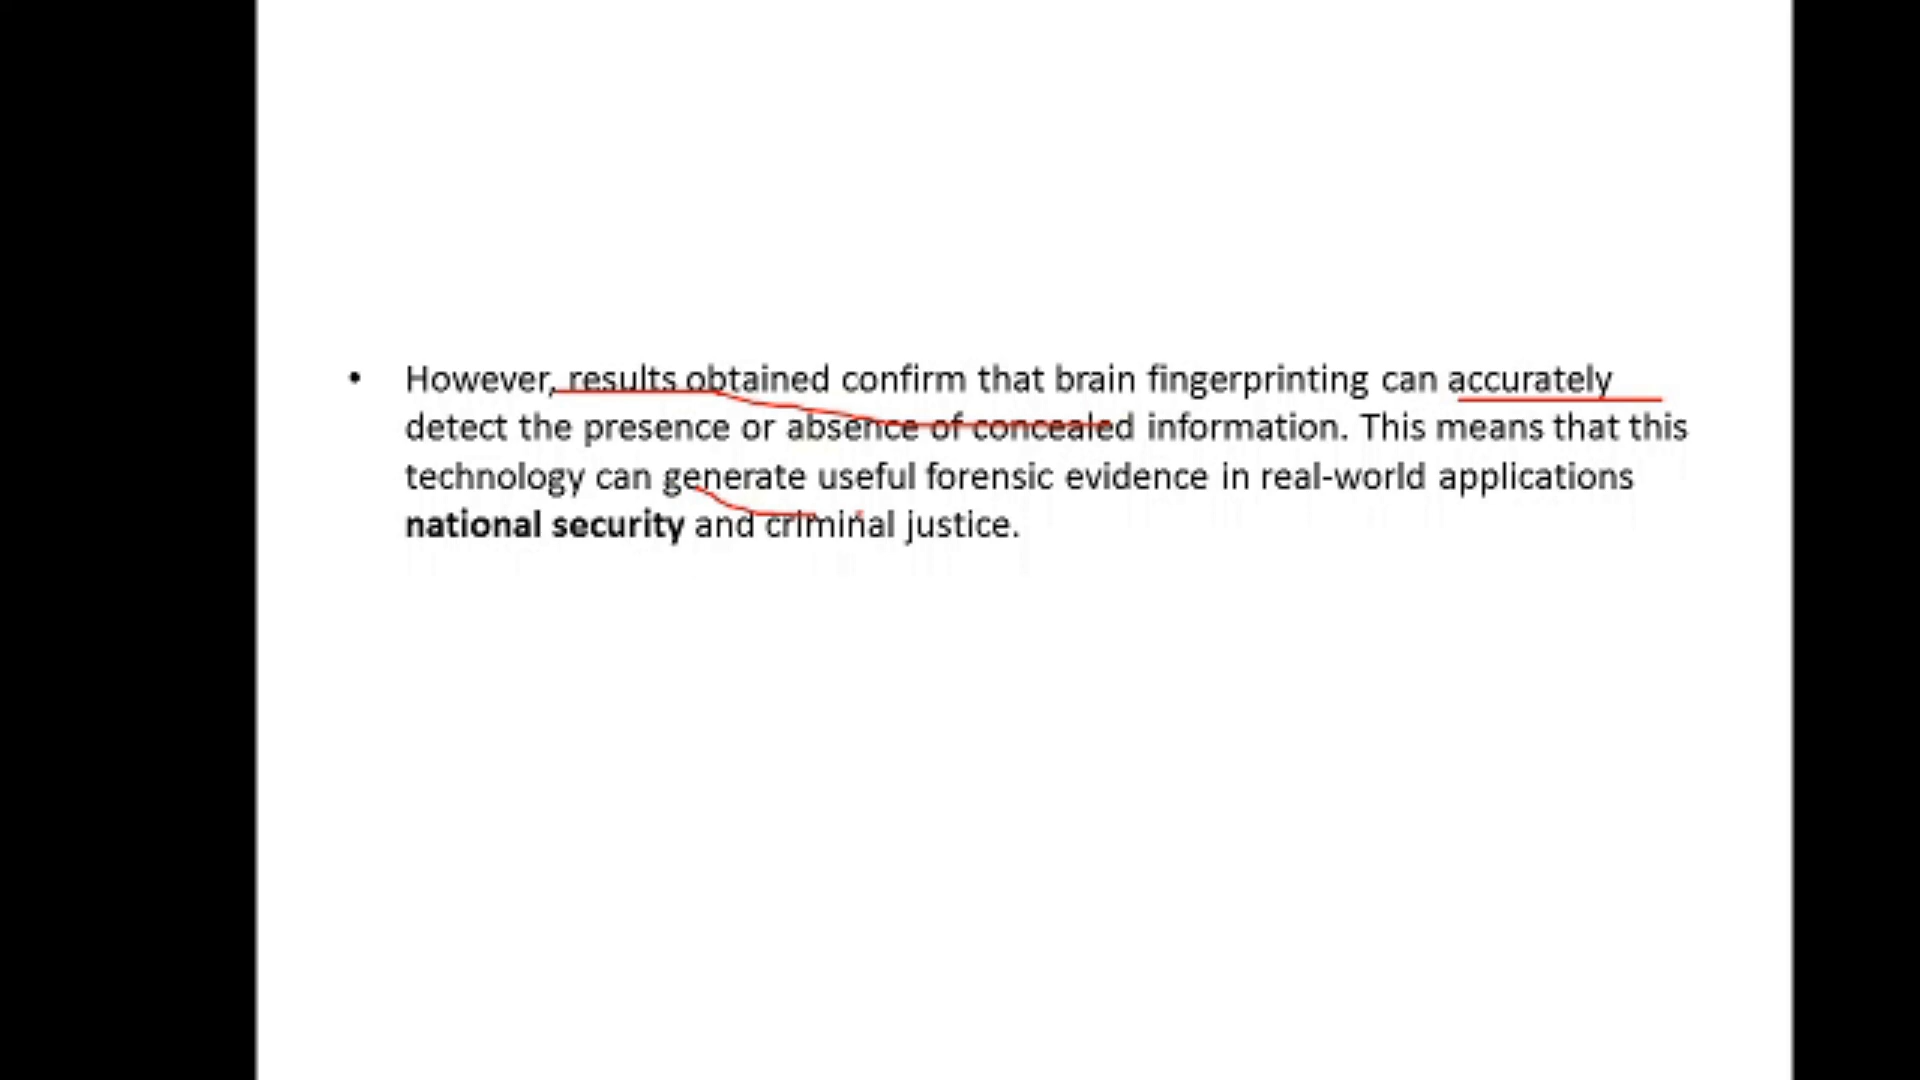 • However, results obtained confirm that brain fingerprinting can accurately
detect the presence or absence of concealed information. This means that this
technology can generate useful forensic evidence in real-world applications
national security and criminal justice.